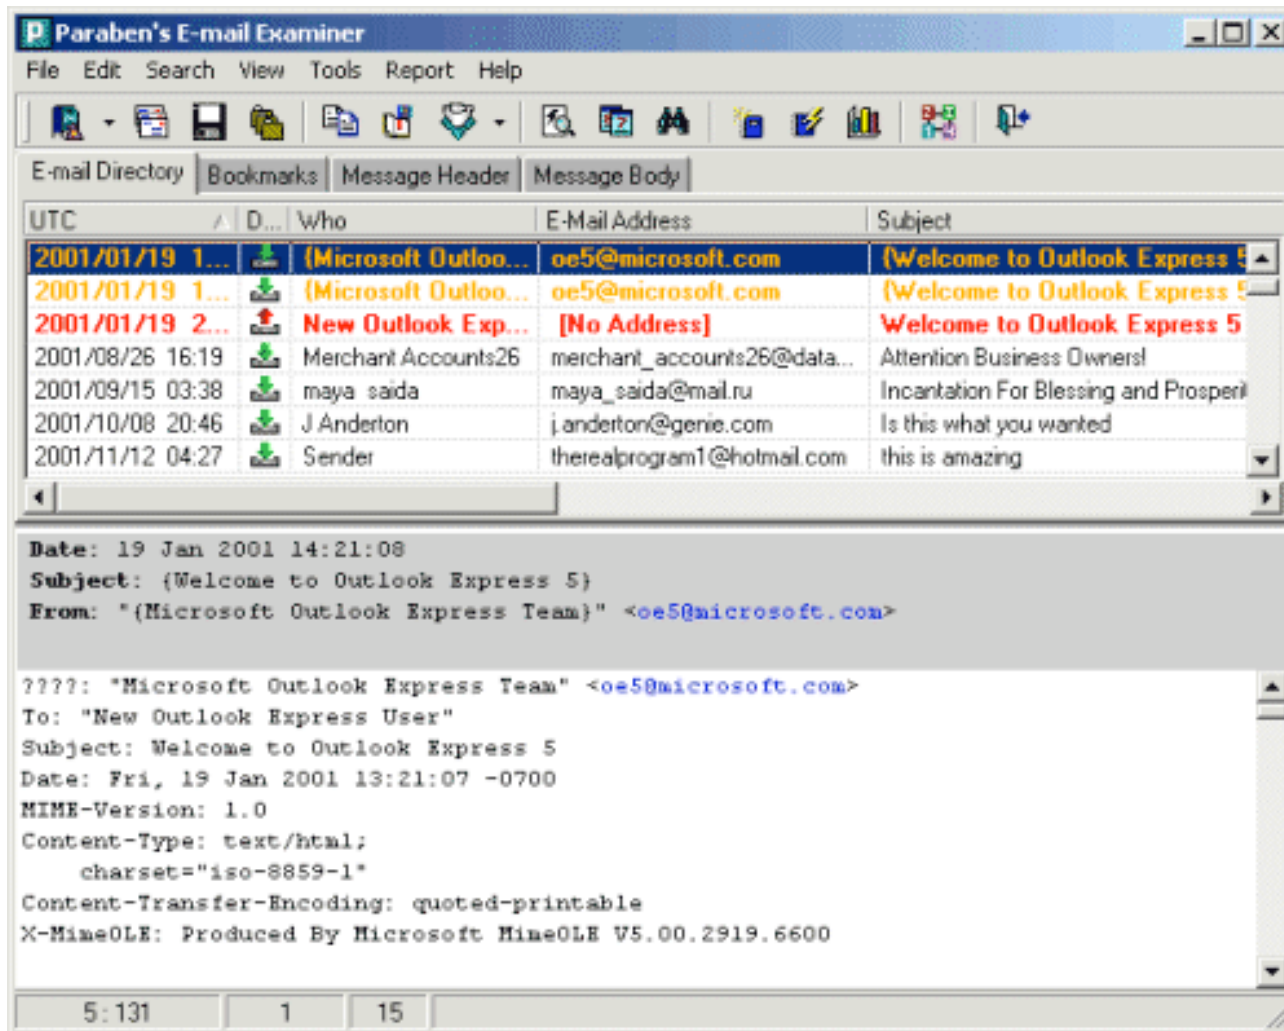 Paraben's E-mail Examiner
File Edit Search View Tools Report Help
E-mail Directory Bookmarks Message Header Message Body
UTC D... Who E-Mail Address Subject
2001/01/19 1... {Microsoft Outloo... oe5@microsoft.com {Welcome to Outlook Express 5
2001/01/19 1... {Microsoft Outloo... oe5@microsoft.com {Welcome to Outlook Express 5
2001/01/19 2... New Outlook Exp... [No Address] Welcome to Outlook Express 5
2001/08/26 16:19 Merchant Accounts26 merchant_accounts26@data... Attention Business Owners!
2001/09/15 03:38 maya saida maya_saida@mail.ru Incantation For Blessing and Prosperit
2001/10/08 20:46 J Anderton j.anderton@genie.com Is this what you wanted
2001/11/12 04:27 Sender therealprogram1@hotmail.com this is amazing
Date: 19 Jan 2001 14:21:08
Subject: {Welcome to Outlook Express 5}
From: "{Microsoft Outlook Express Team}" <oe5@microsoft.com>
????: "Microsoft Outlook Express Team" <oe5@microsoft.com>
To: "New Outlook Express User"
Subject: Welcome to Outlook Express 5
Date: Fri, 19 Jan 2001 13:21:07 -0700
MIME-Version: 1.0
Content-Type: text/html;
charset="iso-8859-1"
Content-Transfer-Encoding: quoted-printable
X-MimeOLE: Produced By Microsoft MimeOLE V5.00.2919.6600
5:131 1 15